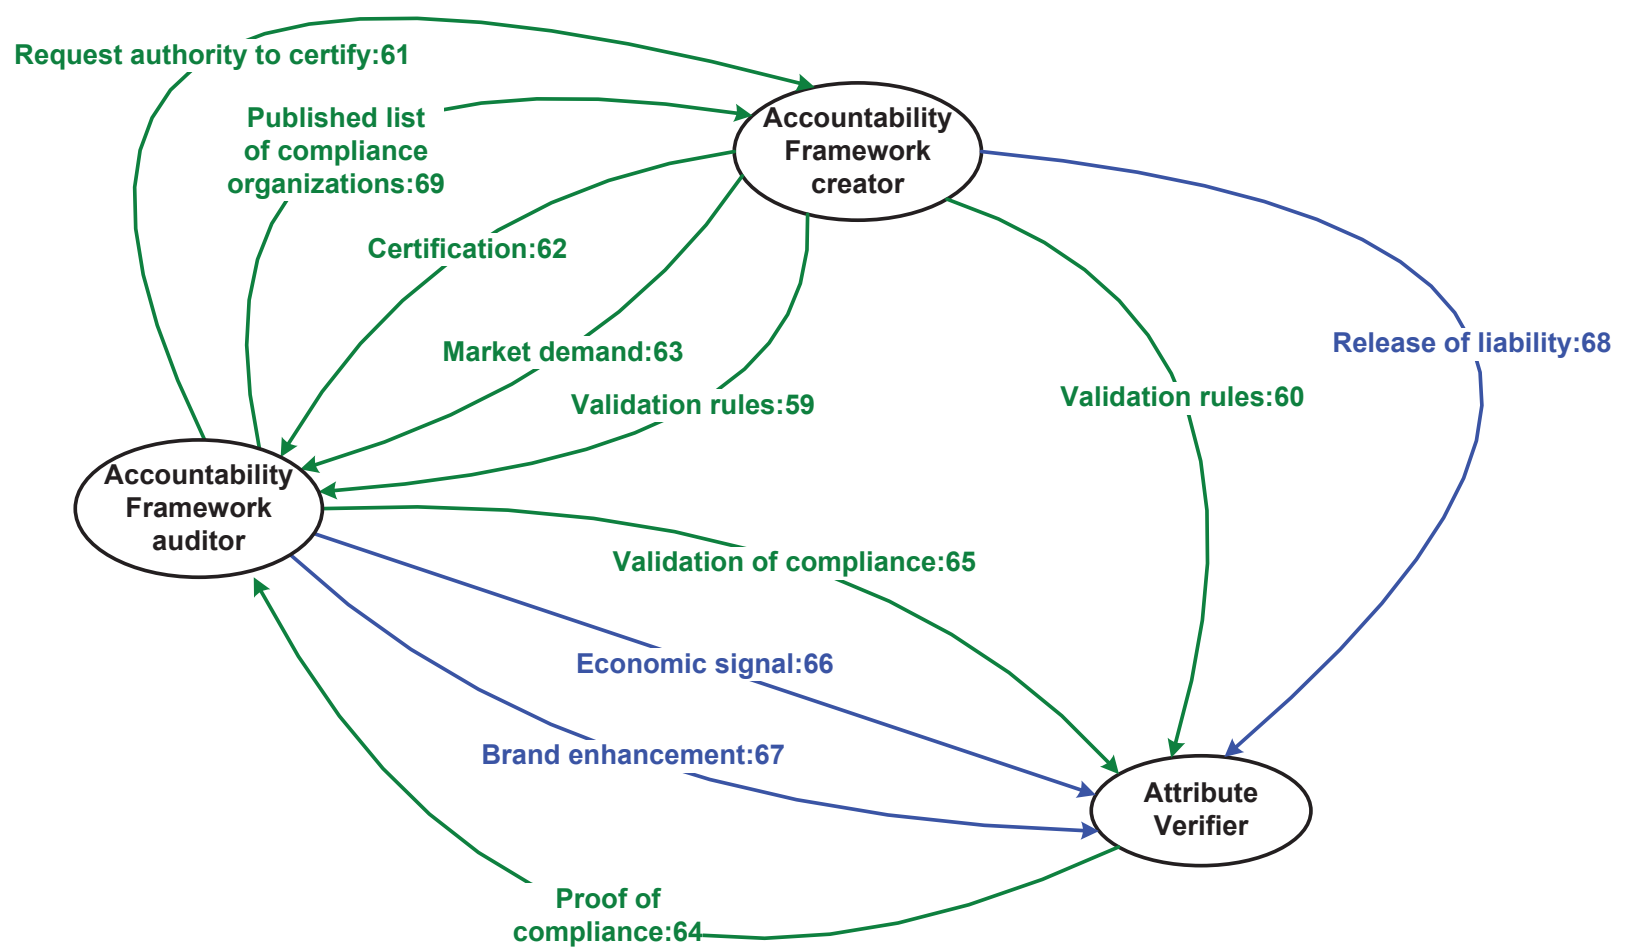 Request authority to certify:61
Published list
of compliance
organizations:69
Accountability
Framework
creator
Certification:62
Market demand:63
Validation rules:59
Validation rules:60
Release of liability:68
Accountability
Framework
auditor
Validation of compliance:65
Economic signal:66
Brand enhancement:67
Attribute
Verifier
Proof of
compliance:64